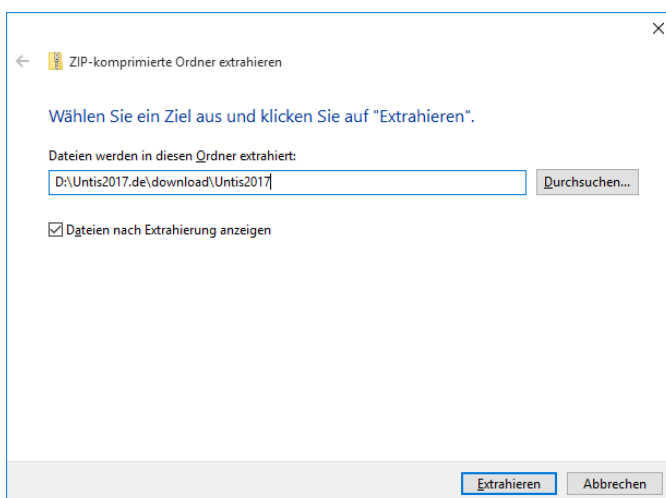 ZIP-komprimierte Ordner extrahieren
Wählen Sie ein Ziel aus und klicken Sie auf "Extrahieren".
Dateien werden in diesen Ordner extrahiert:
D:\Untis2017.de\download\Untis2017
Durchsuchen...
Dateien nach Extrahierung anzeigen
Extrahieren
Abbrechen